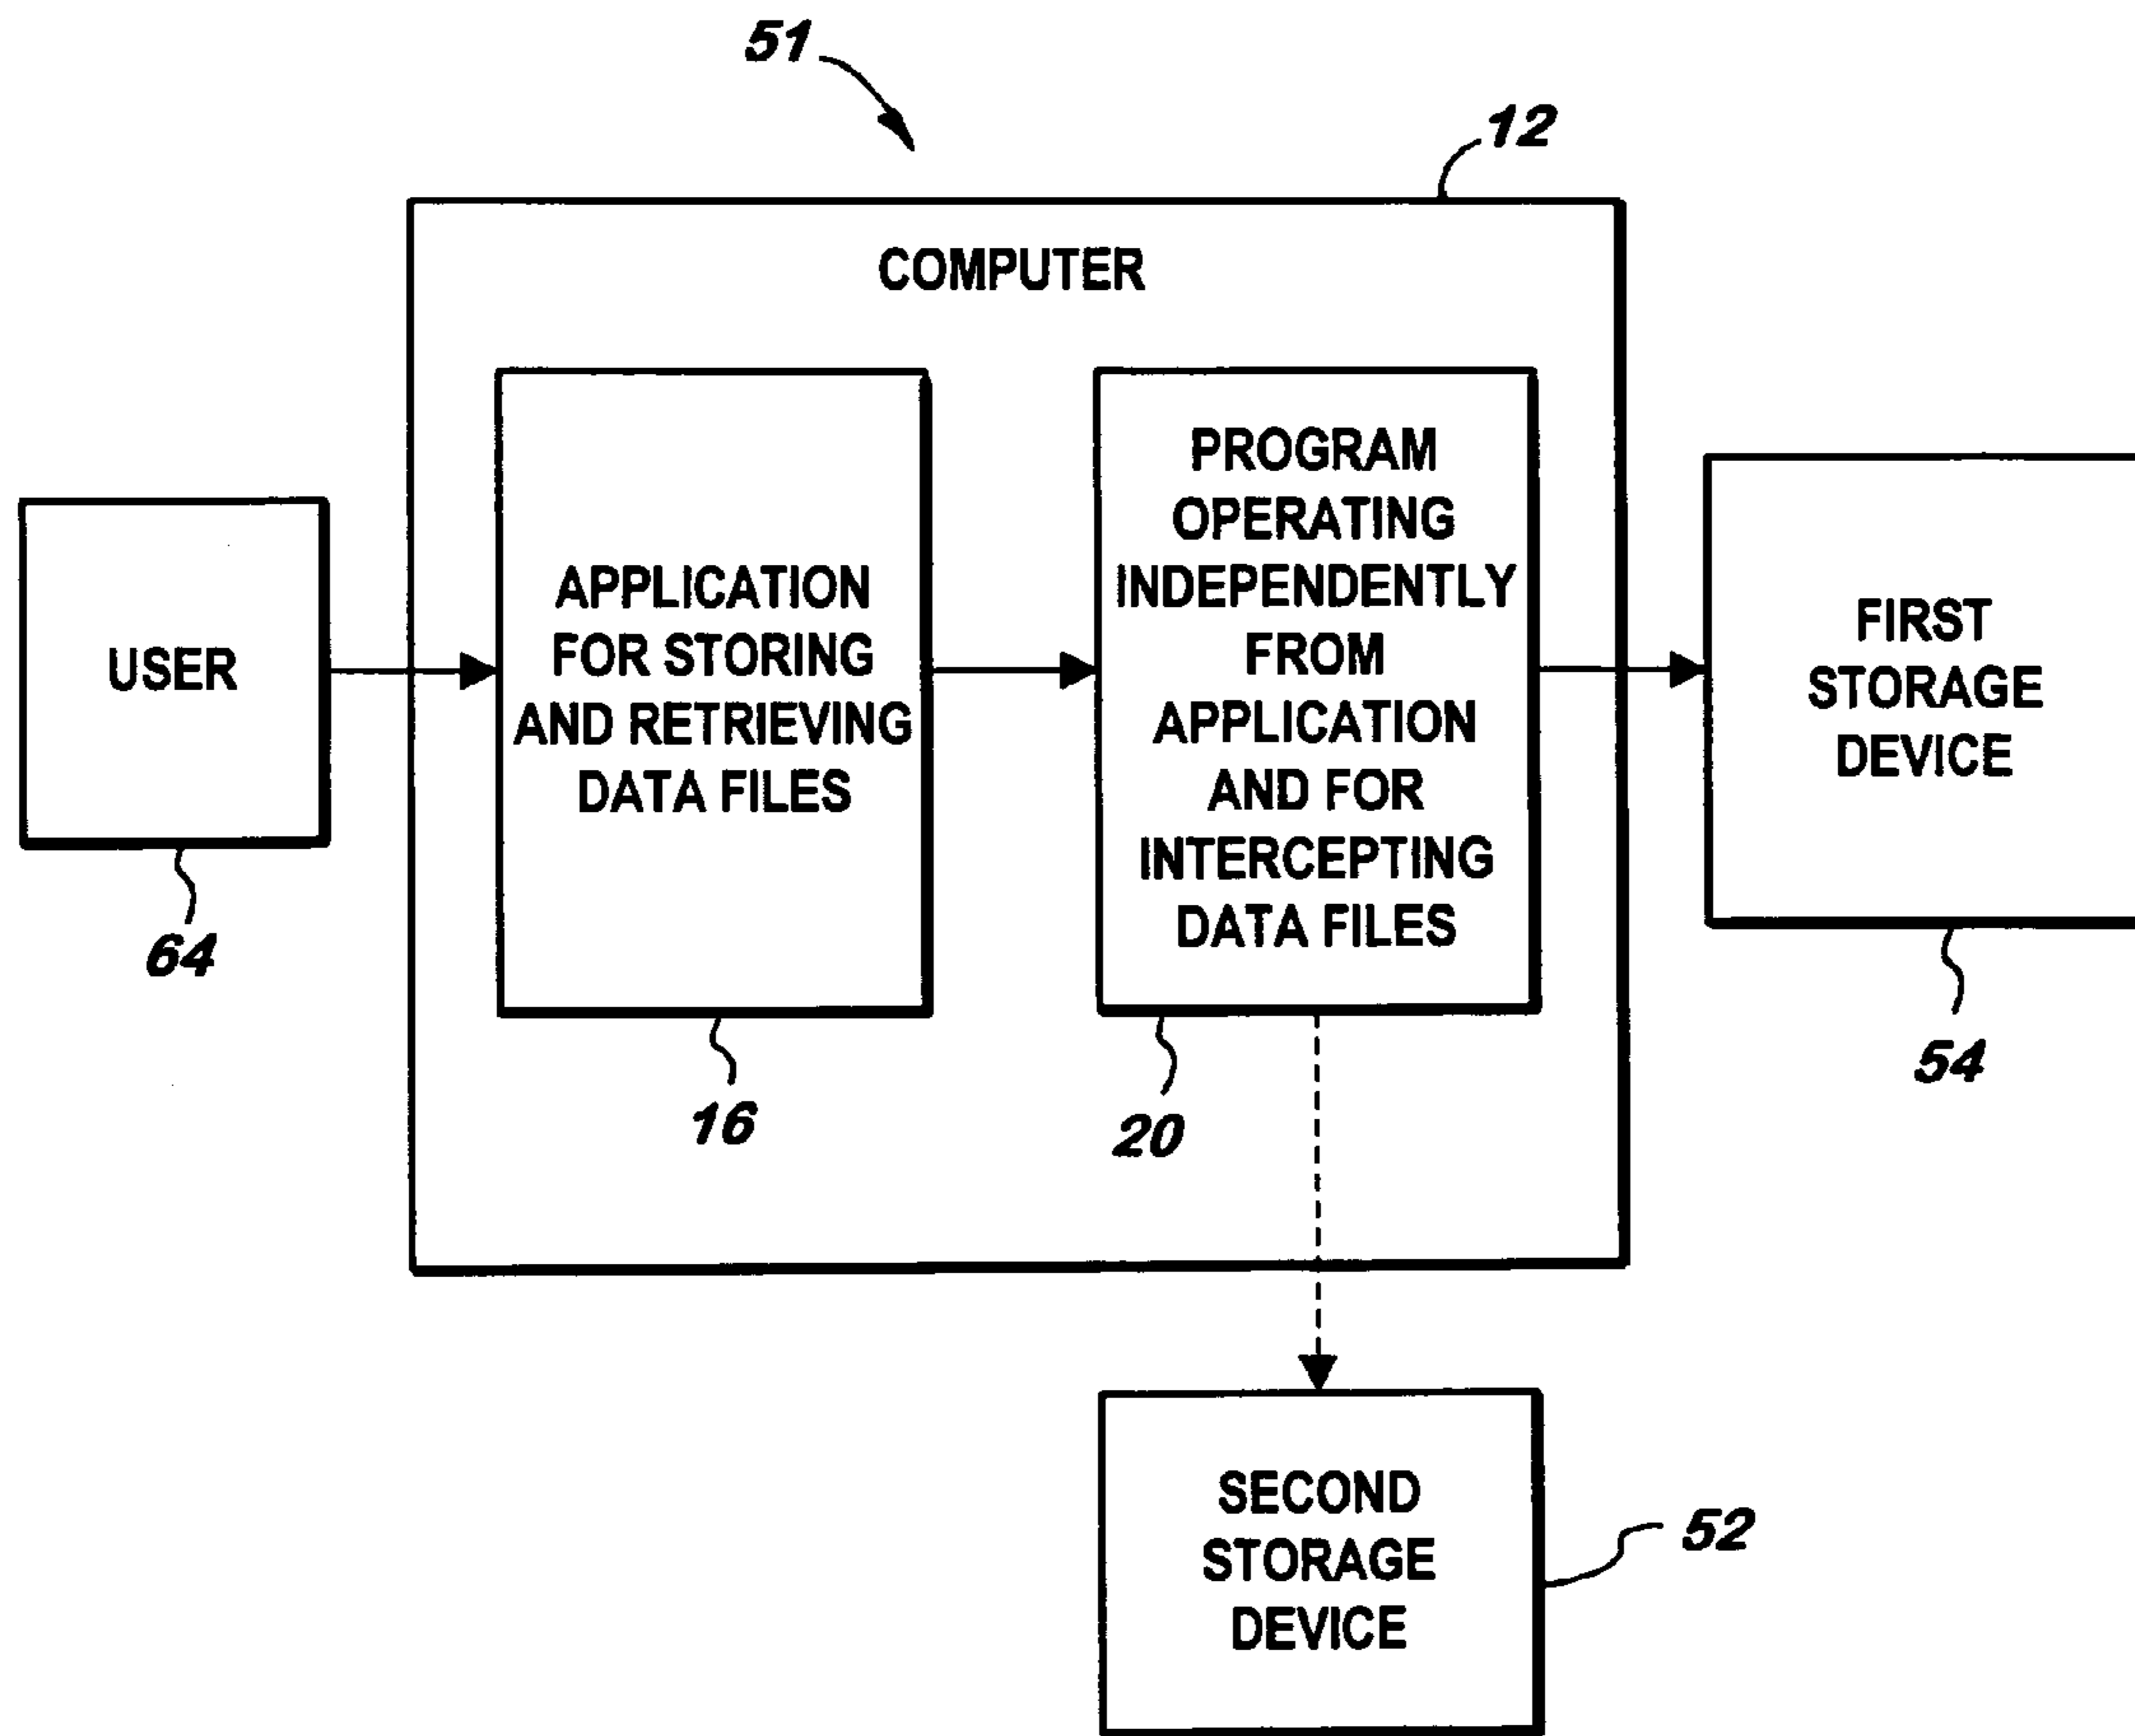 51
12
COMPUTER
USER
64
APPLICATION
FOR STORING
AND RETRIEVING
DATA FILES
16
PROGRAM
OPERATING
INDEPENDENTLY
FROM
APPLICATION
AND FOR
INTERCEPTING
DATA FILES
20
FIRST
STORAGE
DEVICE
54
SECOND
STORAGE
DEVICE
52